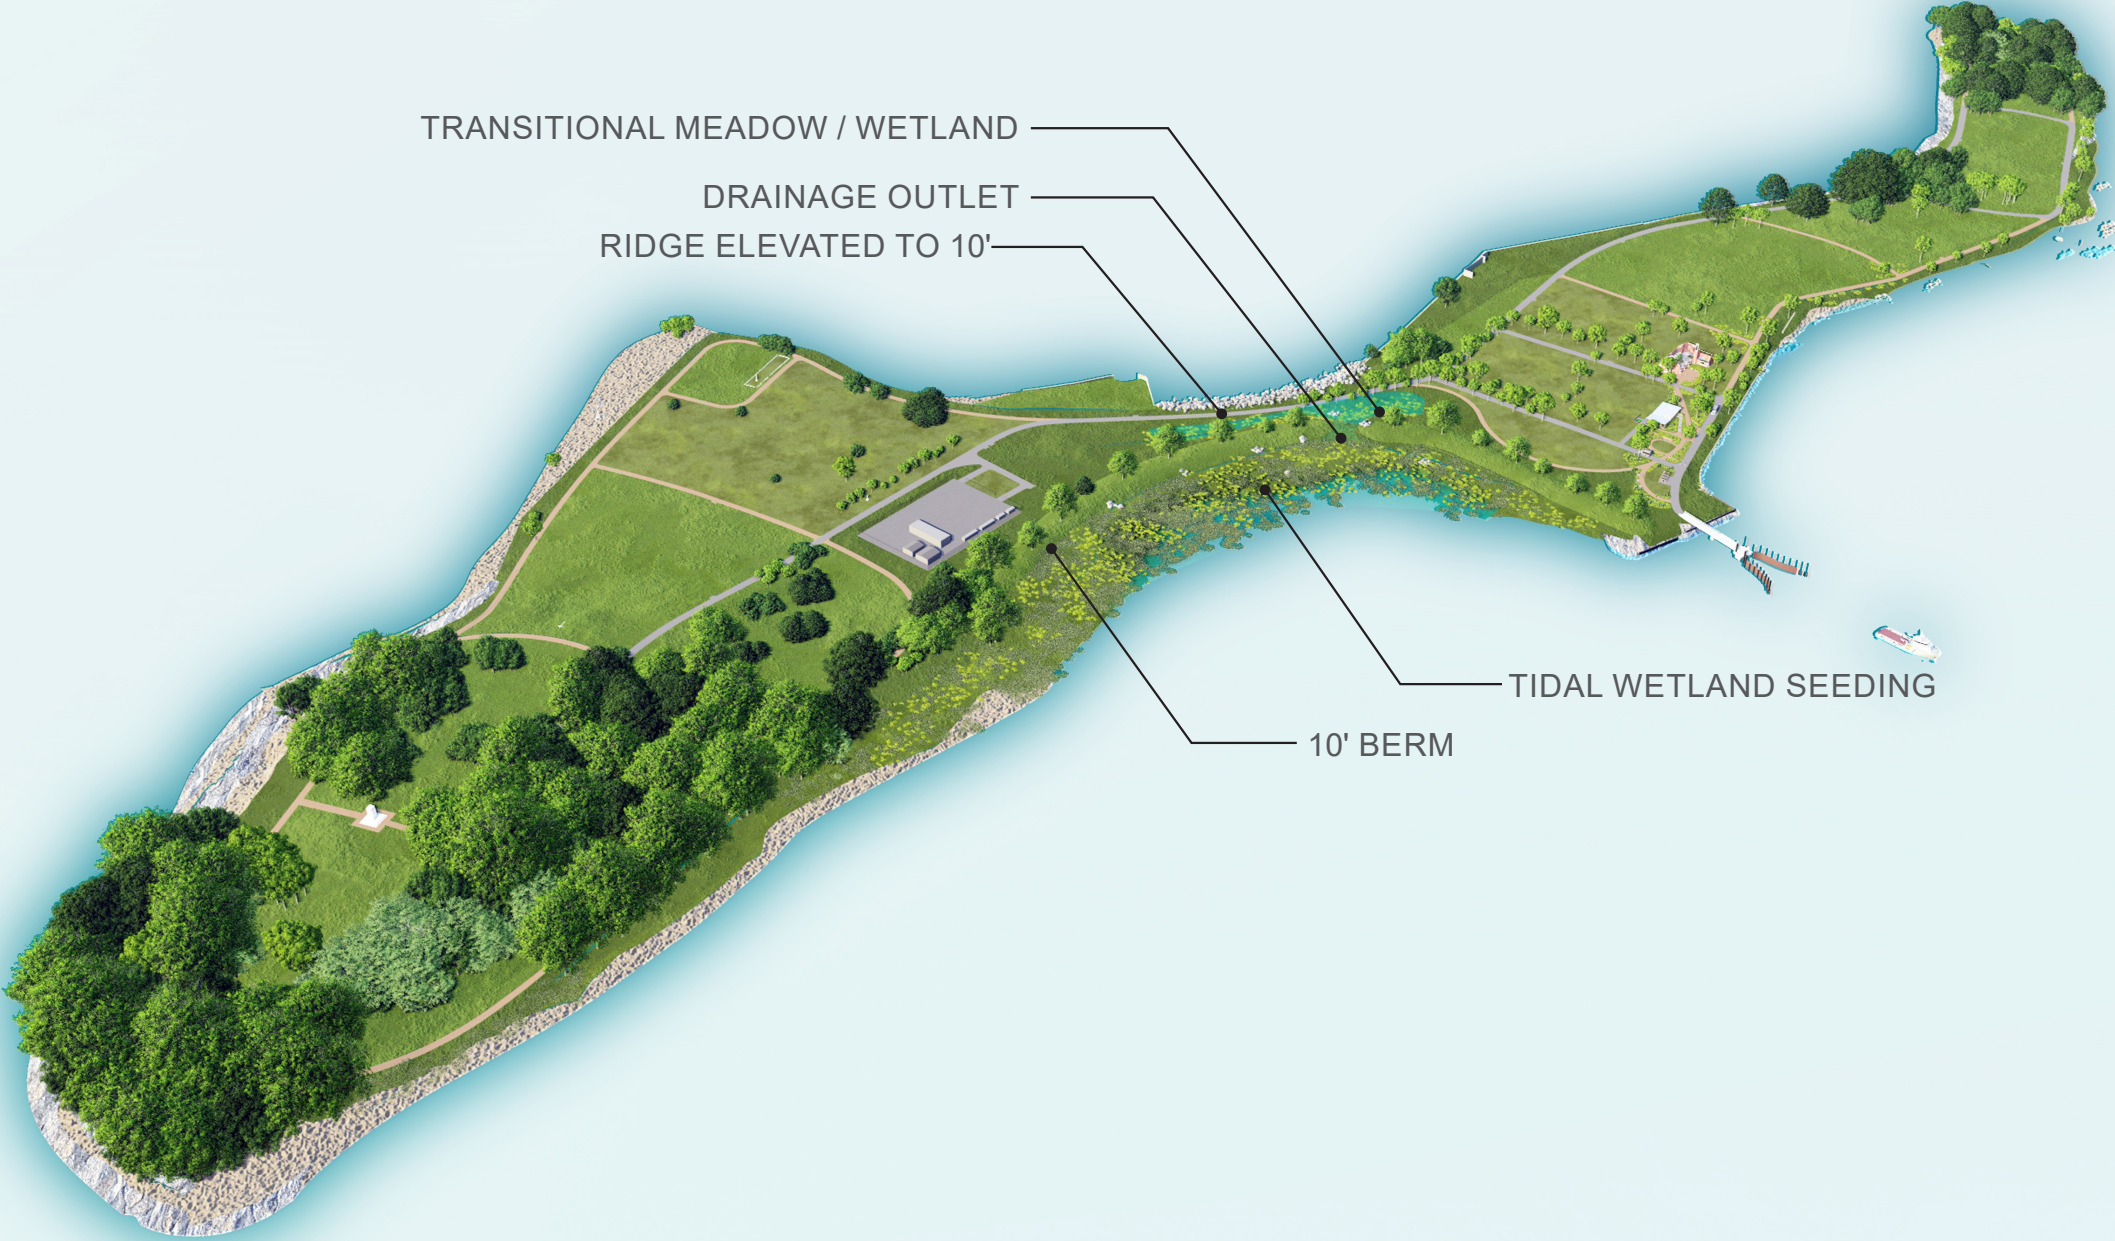 TRANSITIONAL MEADOW / WETLAND
DRAINAGE OUTLET
RIDGE ELEVATED TO 10'
TIDAL WETLAND SEEDING
10' BERM